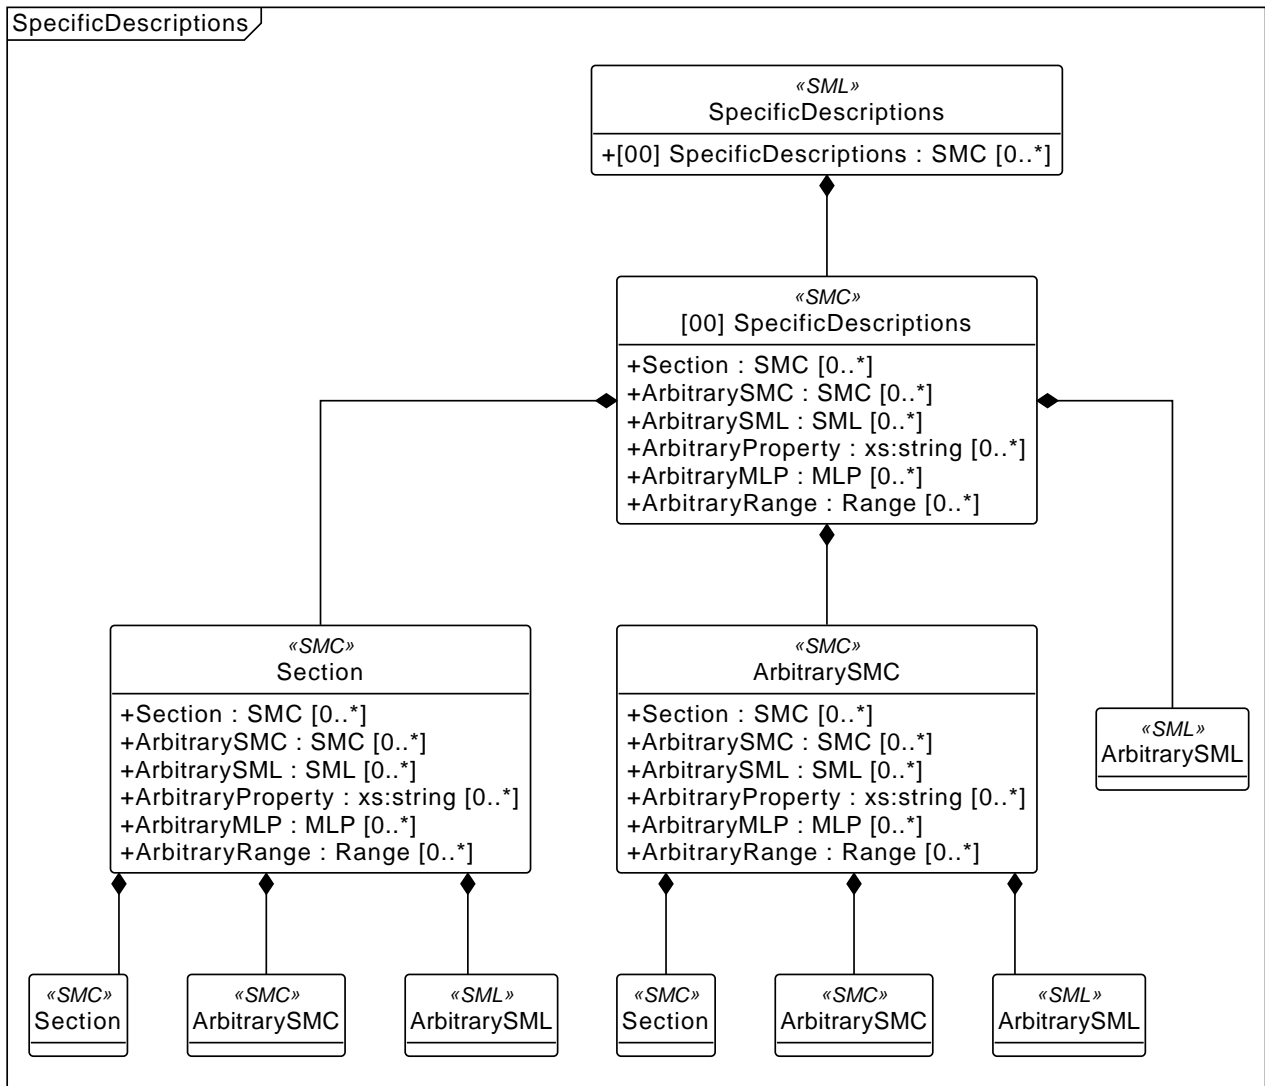 SpecificDescriptions
«SML»
SpecificDescriptions
+[00] SpecificDescriptions : SMC [0..*]
«SMC»
[00] SpecificDescriptions
+Section : SMC [0..*]
+ArbitrarySMC : SMC [0..*]
+ArbitrarySML : SML [0..*]
+ArbitraryProperty : xs:string [0..*]
+ArbitraryMLP : MLP [0..*]
+ArbitraryRange : Range [0..*]
«SMC»
Section
+Section : SMC [0..*]
+ArbitrarySMC : SMC [0..*]
+ArbitrarySML : SML [0..*]
+ArbitraryProperty : xs:string [0..*]
+ArbitraryMLP : MLP [0..*]
+ArbitraryRange : Range [0..*]
«SMC»
ArbitrarySMC
+Section : SMC [0..*]
+ArbitrarySMC : SMC [0..*]
+ArbitrarySML : SML [0..*]
+ArbitraryProperty : xs:string [0..*]
+ArbitraryMLP : MLP [0..*]
+ArbitraryRange : Range [0..*]
«SML»
ArbitrarySML
«SMC»
Section
«SMC»
ArbitrarySMC
«SML»
ArbitrarySML
«SMC»
Section
«SMC»
ArbitrarySMC
«SML»
ArbitrarySML